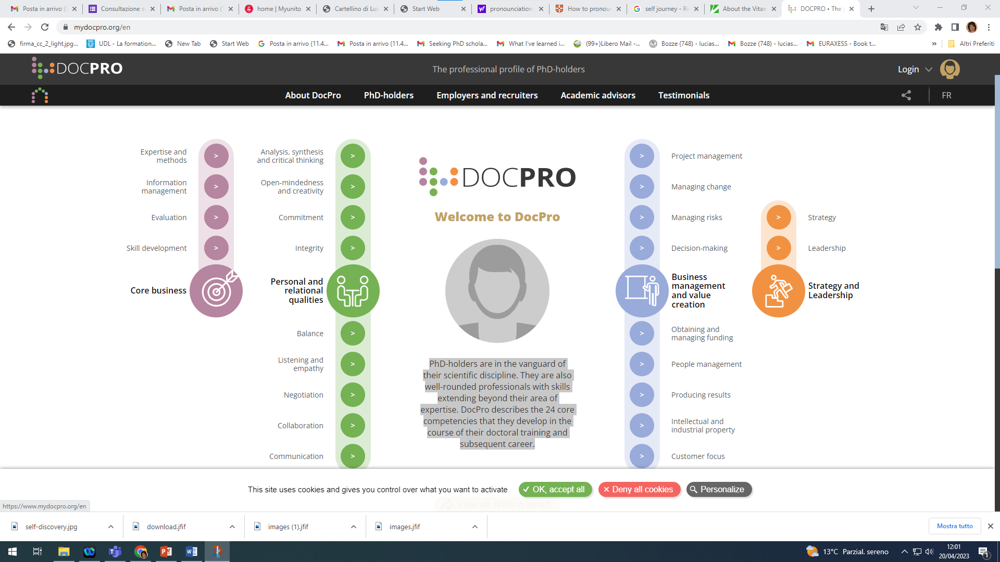 Posta in arrivo (2
Consultazione s
Posta in arrivo (
home | Myunito
Cartellino di Luc
Start Web
pronounciation
How to pronou
self journey - Ri
About the Vitae
DOCPRO • The
mydocpro.org/en
firma_cc_2_light.jpg...
UDL - La formation...
New Tab
Start Web
Posta in arrivo (11.4...
Posta in arrivo (11.4...
Seeking PhD schola...
What I've learned i...
(99+)Libero Mail -...
Bozze (748) - lucias...
Bozze (748) - lucias...
EURAXESS - Book t...
»
Altri Preferiti
DOCPRO
The professional profile of PhD-holders
Login
About DocPro
PhD-holders
Employers and recruiters
Academic advisors
Testimonials
FR
Expertise and
methods
>
Information
management
>
Evaluation
>
Skill development
>
Core business
Analysis, synthesis
and critical thinking
>
Open-mindedness
and creativity
>
Commitment
>
Integrity
>
Personal and
relational
qualities
Balance
>
Listening and
empathy
>
Negotiation
>
Collaboration
>
Communication
>
DOCPRO
Welcome to DocPro
PhD-holders are in the vanguard of
their scientific discipline. They are also
well-rounded professionals with skills
extending beyond their area of
expertise. DocPro describes the 24 core
competencies that they develop in the
course of their doctoral training and
subsequent career.
>
Project management
>
Managing change
>
Managing risks
>
Decision-making
Business
management
and value
creation
>
Obtaining and
managing funding
>
People management
>
Producing results
>
Intellectual and
industrial property
>
Customer focus
>
Strategy
>
Leadership
Strategy and
Leadership
This site uses cookies and gives you control over what you want to activate
OK, accept all
Deny all cookies
Personalize
View all skills in detail
https://www.mydocpro.org/en
self-discovery.jpg
download.jfif
images (1).jfif
images.jfif
Mostra tutto
13°C Parzial. sereno
12:01
20/04/2023
1